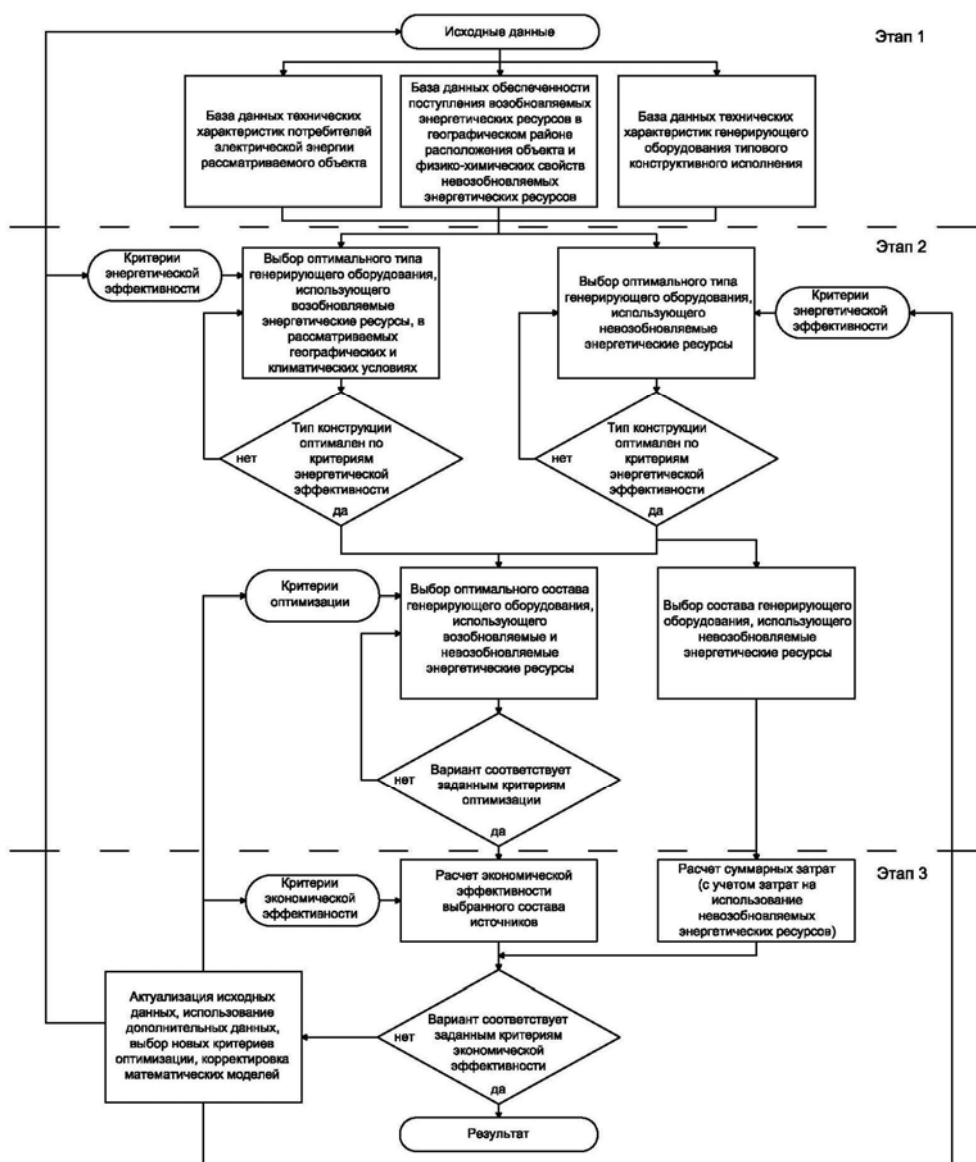 Исходные данные
Этап 1
База данных технических
характеристик потребителей
электрической энергии
рассматриваемого объекта
База данных обеспеченности
поступления возобновляемых
энергетических ресурсов в
географическом районе
расположения объекта и
физико-химических свойств
невозобновляемых
энергетических ресурсов
База данных технических
характеристик генерирующего
оборудования типового
конструктивного исполнения
Этап 2
Критерии
энергетической
эффективности
Выбор оптимального типа
генерирующего оборудования,
использующего
возобновляемые
энергетические ресурсы, в
рассматриваемых
географических и
климатических условиях
Выбор оптимального типа
генерирующего оборудования,
использующего
невозобновляемые
энергетические ресурсы
Критерии
энергетической
эффективности
Тип конструкции
оптимален по
критериям
энергетической
эффективности
нет
да
Тип конструкции
оптимален по
критериям
энергетической
эффективности
нет
да
Критерии
оптимизации
Выбор оптимального состава
генерирующего оборудования,
использующего
возобновляемые и
невозобновляемые
энергетические ресурсы
Выбор состава генерирующего
оборудования, использующего
невозобновляемые
энергетические ресурсы
нет
Вариант соответствует
заданным критериям
оптимизации
да
Этап 3
Критерии
экономической
эффективности
Расчет экономической
эффективности
выбранного состава
источников
Расчет суммарных затрат
(с учетом затрат на
использование
невозобновляемых
энергетических ресурсов)
Актуализация исходных
данных, использование
дополнительных данных,
выбор новых критериев
оптимизации, корректировка
математических моделей
нет
Вариант соответствует
заданным критериям
экономической
эффективности
да
Результат